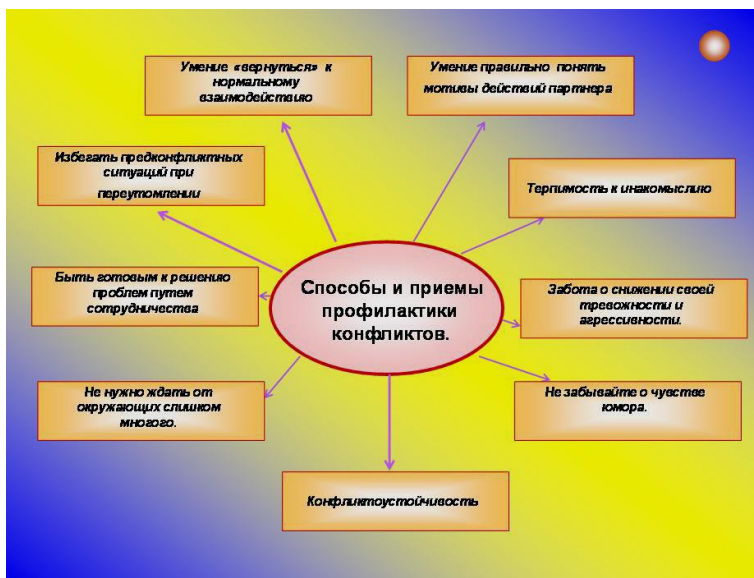 Умение «вернуться» к
нормальному
взаимодействию
Умение правильно понять
мотивы действий партнера
Избегать предконфликтных
ситуаций при
переутомлении
Терпимость к инакомыслию
Способы и приемы
профилактики
конфликтов.
Быть готовым к решению
проблем путем
сотрудничества
Забота о снижении своей
тревожности и
агрессивности.
Не нужно ждать от
окружающих слишком
многого.
Не забывайте о чувстве
юмора.
Конфликтоустойчивость